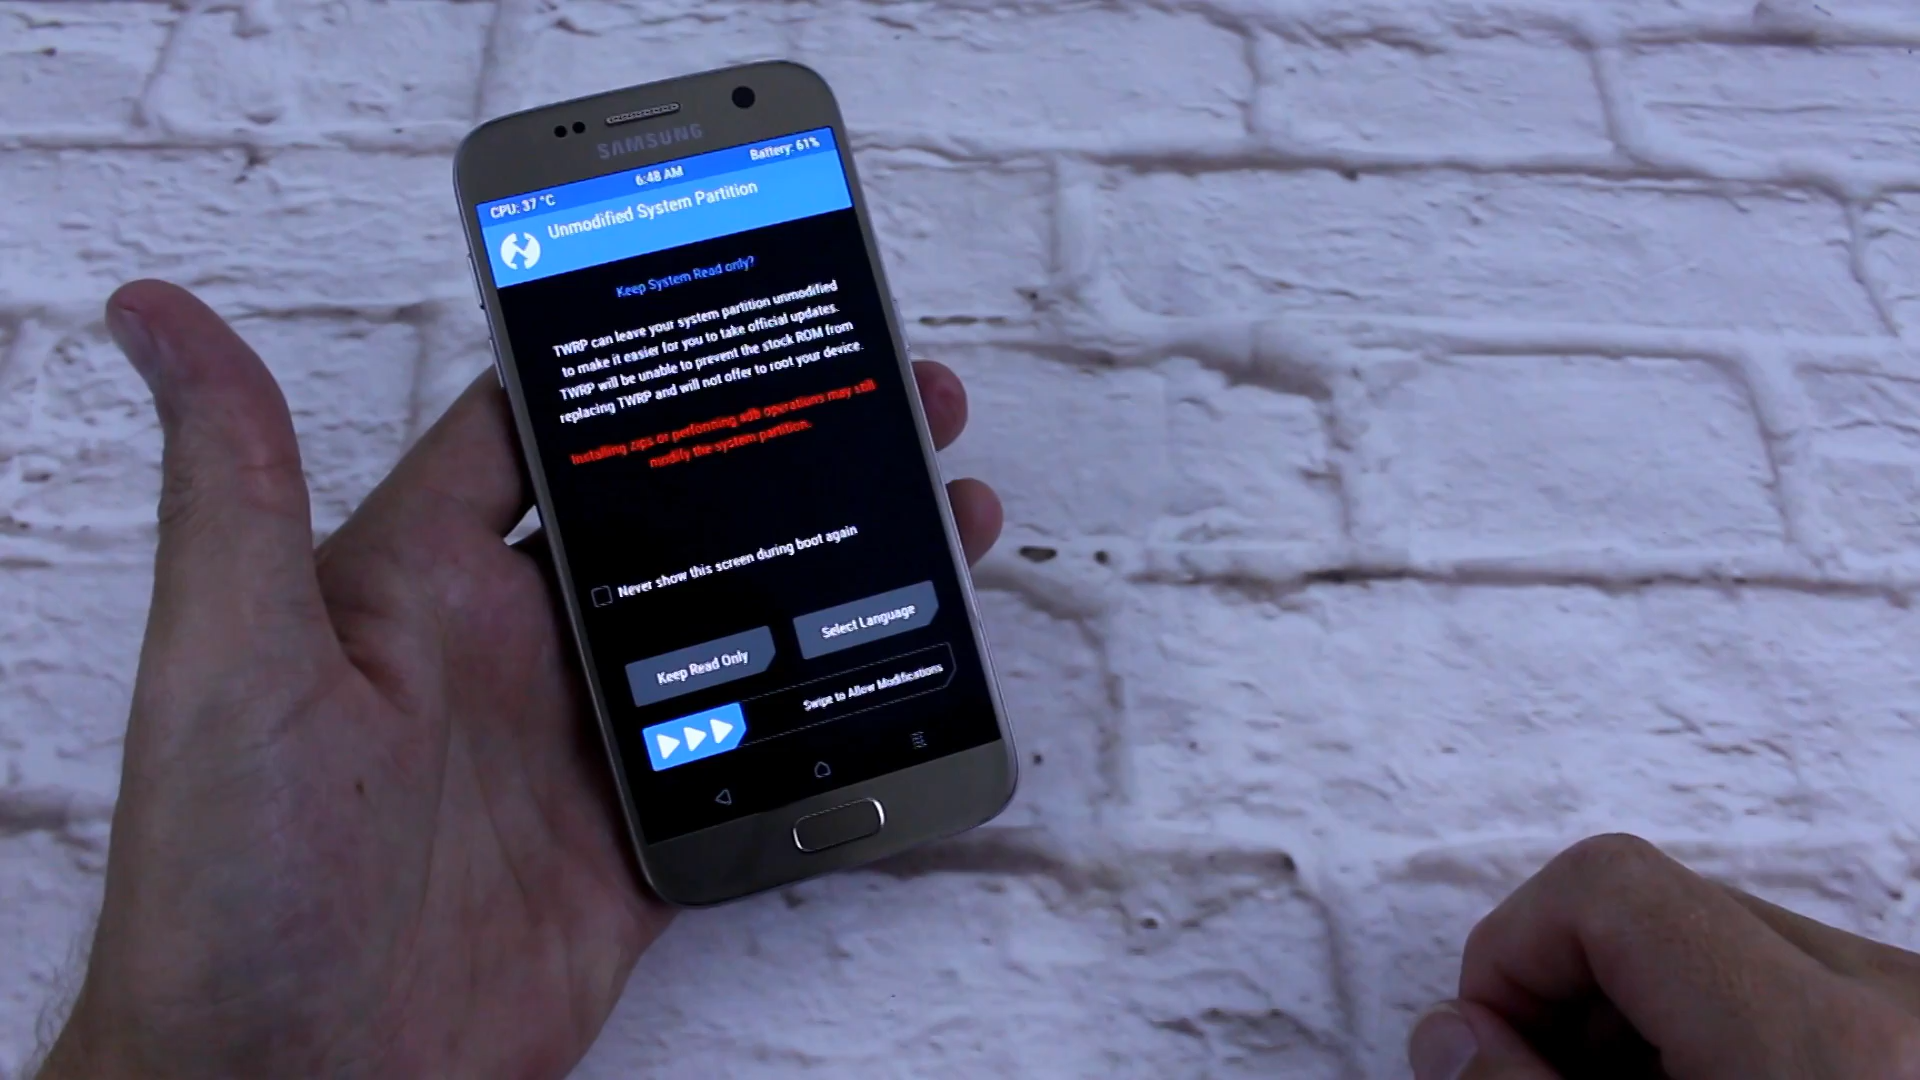 SAMSUNG
CPU: 37 °C
6:48 AM
Battery: 61%
Unmodified System Partition
Keep System Read only?
TWRP can leave your system partition unmodified
to make it easier for you to take official updates.
TWRP will be unable to prevent the stock ROM from
replacing TWRP and will not offer to root your device.
Installing zips or performing adb operations may still
modify the system partition.
Never show this screen during boot again
Keep Read Only
Select Language
Swipe to Allow Modifications